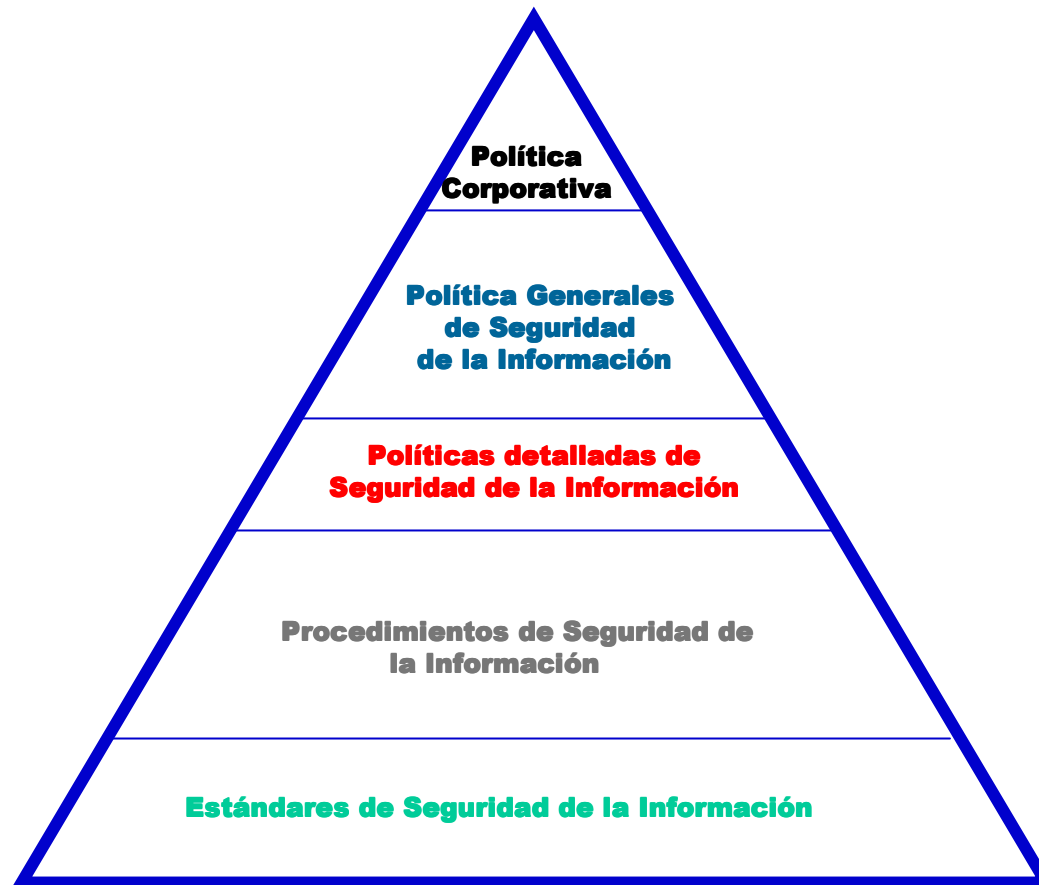 Política
Corporativa
Política Generales
de Seguridad
de la Información
Políticas detalladas de
Seguridad de la Información
Procedimientos de Seguridad de
la Información
Estándares de Seguridad de la Información